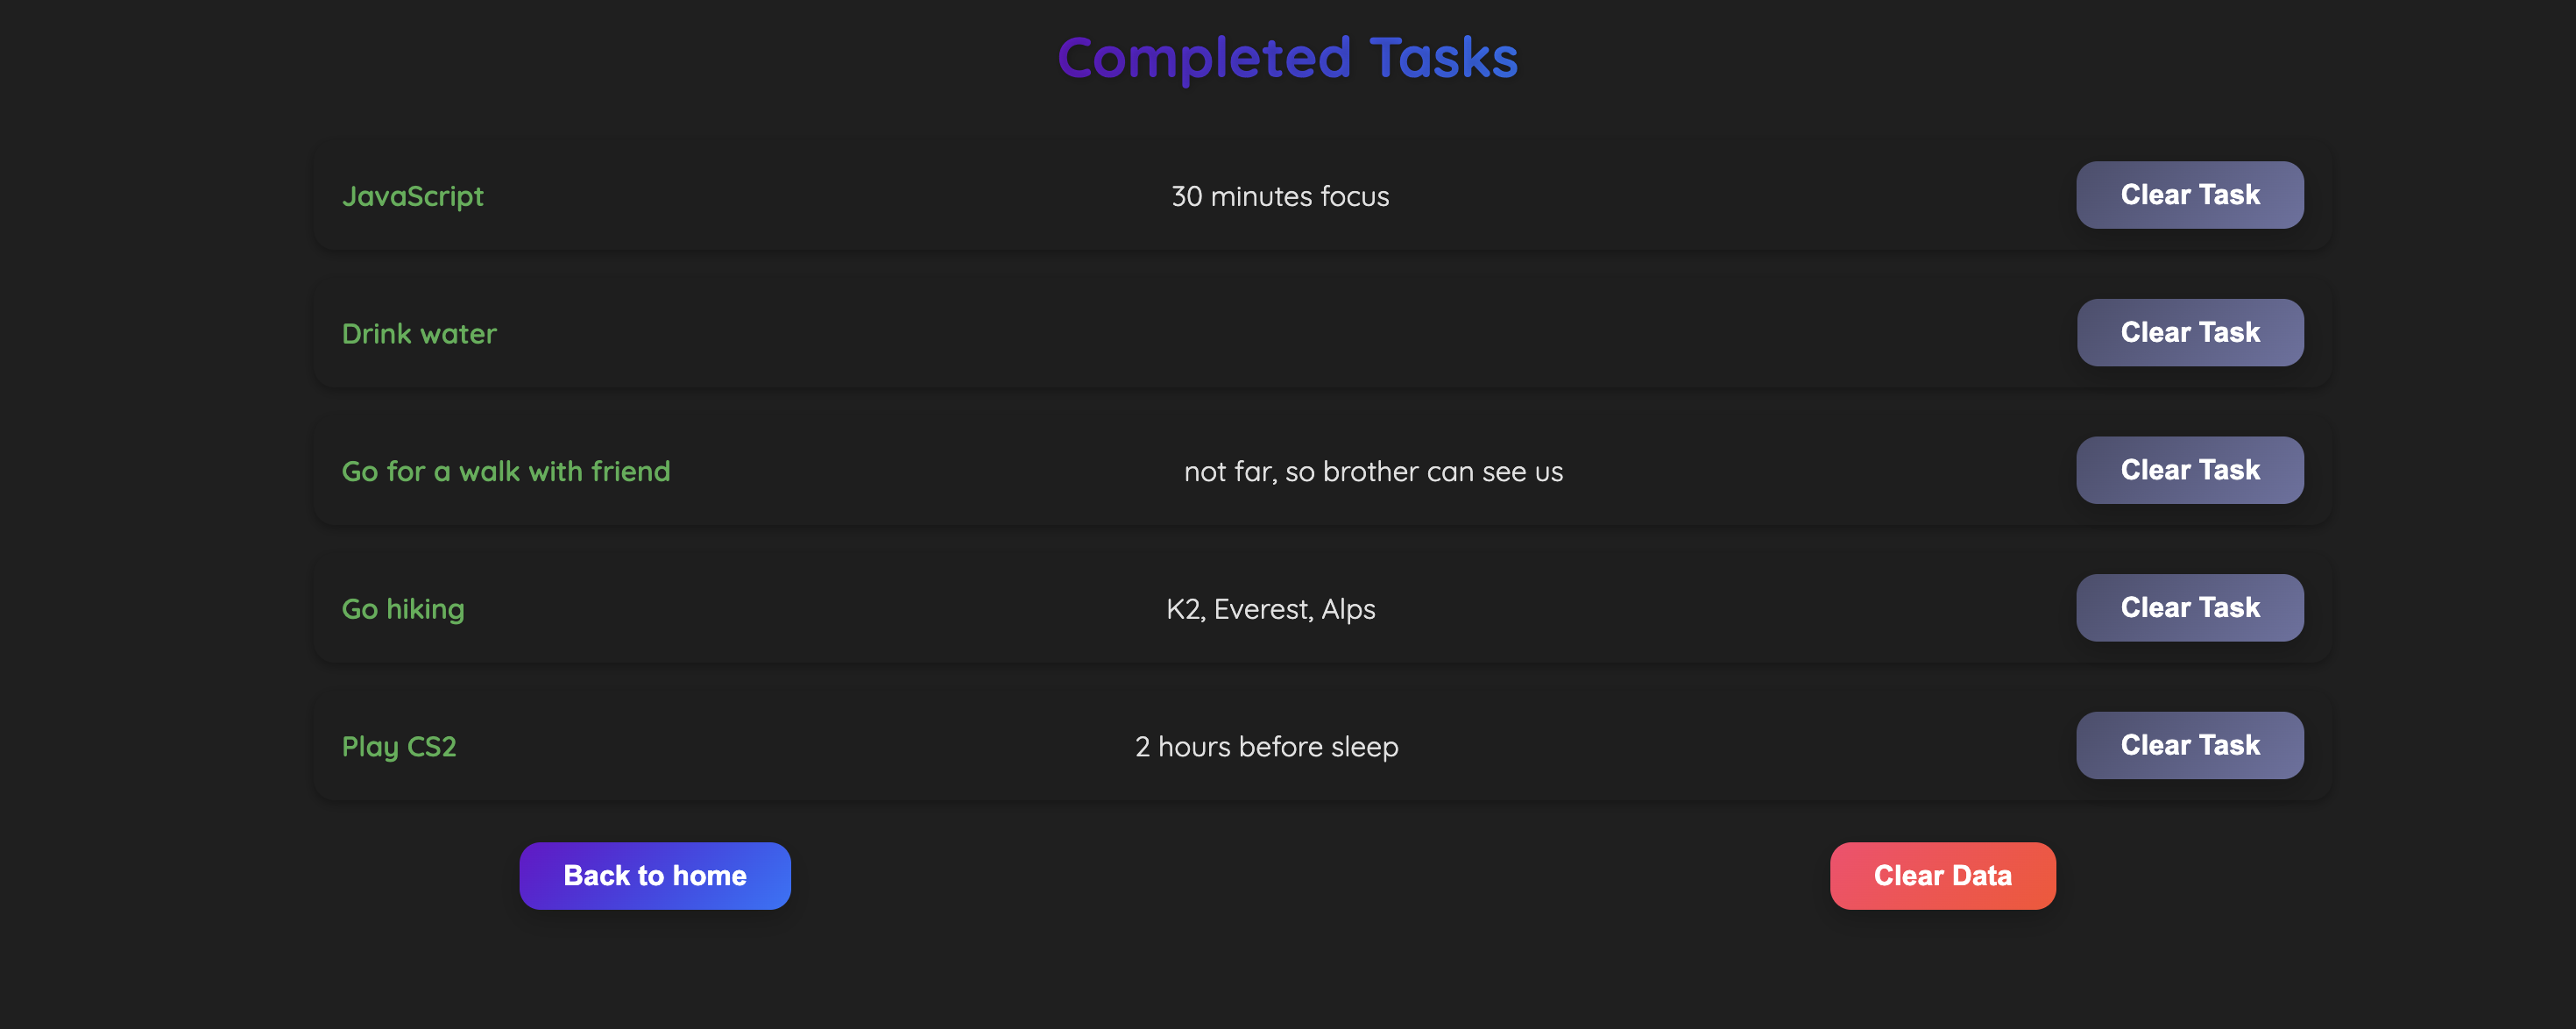 Completed Tasks
JavaScript 30 minutes focus Clear Task
Drink water Clear Task
Go for a walk with friend not far, so brother can see us Clear Task
Go hiking K2, Everest, Alps Clear Task
Play CS2 2 hours before sleep Clear Task
Back to home Clear Data